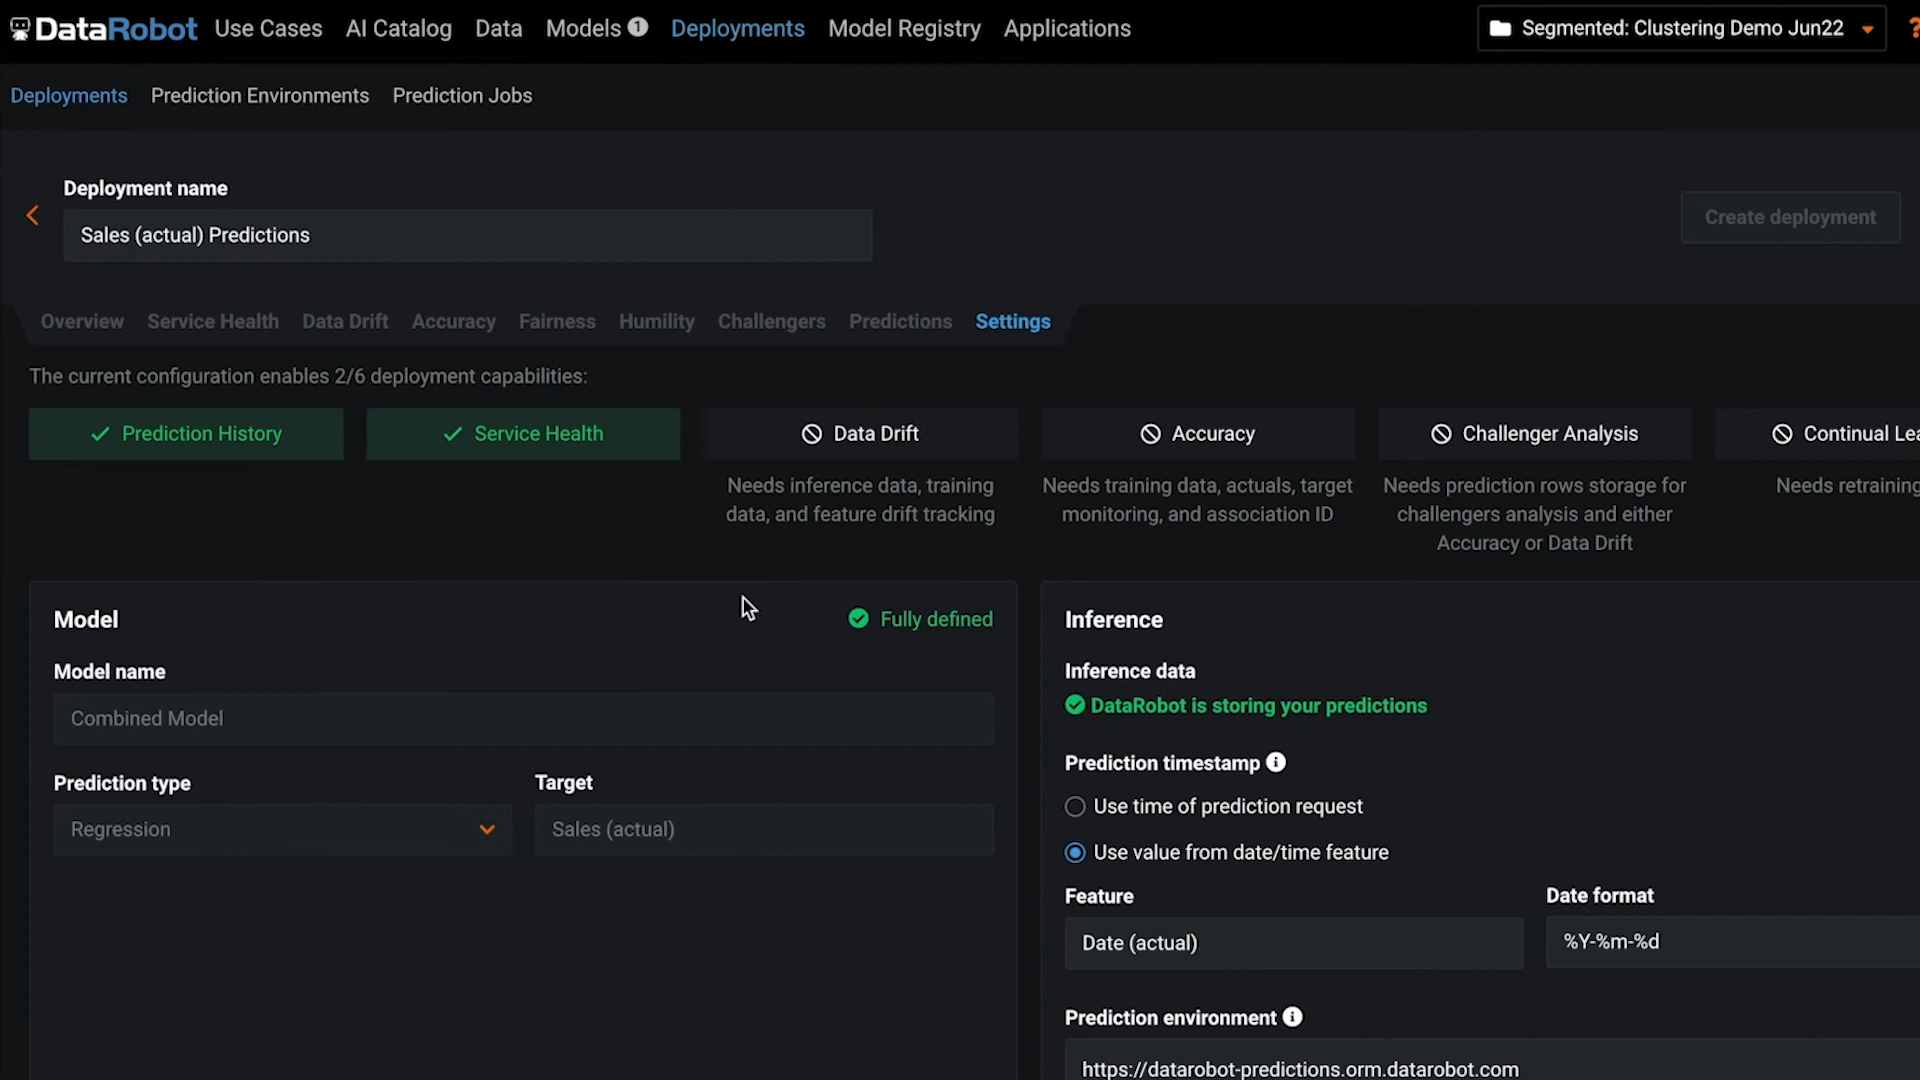 DataRobot Use Cases AI Catalog Data Models 1 Deployments Model Registry Applications Segmented: Clustering Demo Jun22 ?
Deployments Prediction Environments Prediction Jobs
Deployment name
Sales (actual) Predictions
Create deployment
Overview Service Health Data Drift Accuracy Fairness Humility Challengers Predictions Settings
The current configuration enables 2/6 deployment capabilities:
Prediction History Service Health Data Drift Accuracy Challenger Analysis Continual Lea
Needs inference data, training
data, and feature drift tracking
Needs training data, actuals, target
monitoring, and association ID
Needs prediction rows storage for
challengers analysis and either
Accuracy or Data Drift
Needs retraining
Model Fully defined
Model name
Combined Model
Prediction type Target
Regression Sales (actual)
Inference
Inference data
DataRobot is storing your predictions
Prediction timestamp
Use time of prediction request
Use value from date/time feature
Feature Date format
Date (actual) %Y-%m-%d
Prediction environment
https://datarobot-predictions.orm.datarobot.com